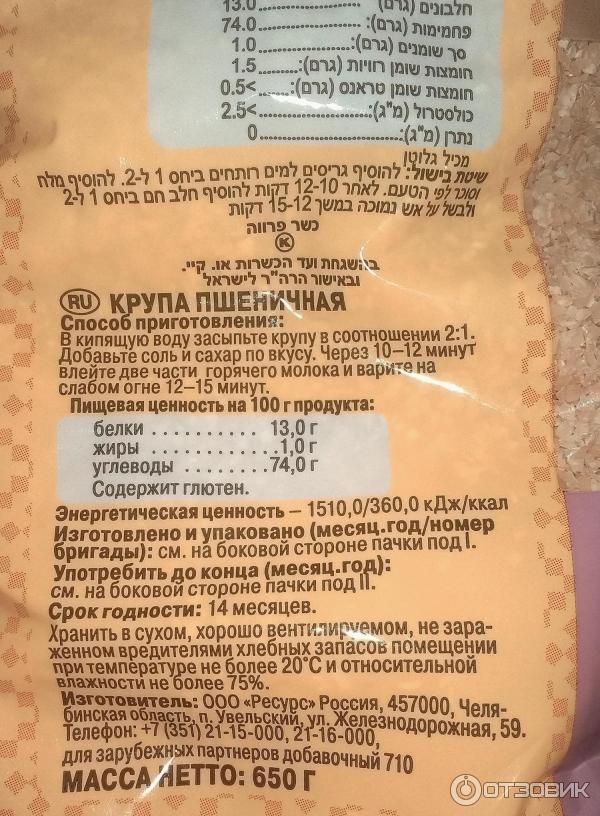 חלבונים (גרם):.......13.0
פחמימות (גרם):.......74.0
סך שומנים (גרם):.......1.0
חומצות שומן רוויות (גרם):.......1.5
חומצות שומן טראנס (גרם):.......0.5>
כולסטרול (מ"ג):.......2.5>
נתרן (מ"ג):.......0
מכיל גלוטן
שיטת בישול: להוסיף גריסים למים רותחים ביחס 1 ל-2. להוסיף מלח
וסוכר לפי הטעם. לאחר 12-10 דקות להוסיף חלב חם ביחס 1 ל-2
ולבשל על אש נמוכה במשך 15-12 דקות
כשר פרווה
K
בהשגחת ועד הכשרות או. קיי.
ובאישור הרה"ר לישראל
RU КРУПА ПШЕНИЧНАЯ
Способ приготовления:
В кипящую воду засыпьте крупу в соотношении 2:1.
Добавьте соль и сахар по вкусу. Через 10–12 минут
влейте две части горячего молока и варите на
слабом огне 12–15 минут.
Пищевая ценность на 100 г продукта:
белки .......... 13,0 г
жиры ............1,0 г
углеводы ........74,0 г
Содержит глютен.
Энергетическая ценность – 1510,0/360,0 кДж/ккал
Изготовлено и упаковано (месяц.год/номер
бригады): см. на боковой стороне пачки под I.
Употребить до конца (месяц.год):
см. на боковой стороне пачки под II.
Срок годности: 14 месяцев.
Хранить в сухом, хорошо вентилируемом, не зара-
женном вредителями хлебных запасов помещении
при температуре не более 20°С и относительной
влажности не более 75%.
Изготовитель: ООО «Ресурс» Россия, 457000, Челя-
бинская область, п. Увельский, ул. Железнодорожная, 59.
Телефон: +7 (351) 21-15-000, 21-16-000,
для зарубежных партнеров добавочный 710
МАССА НЕТТО: 650 Г
ОТЗОВИК